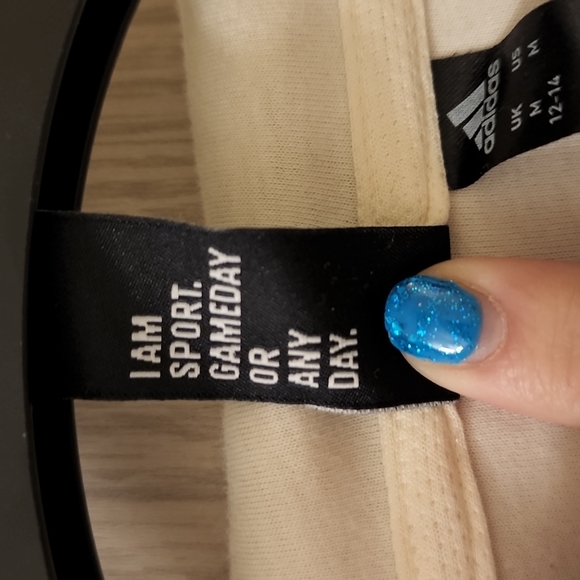 I AM
SPORT.
GAMEDAY
OR
ANY
DAY.
adidas
US M
UK M 12-14